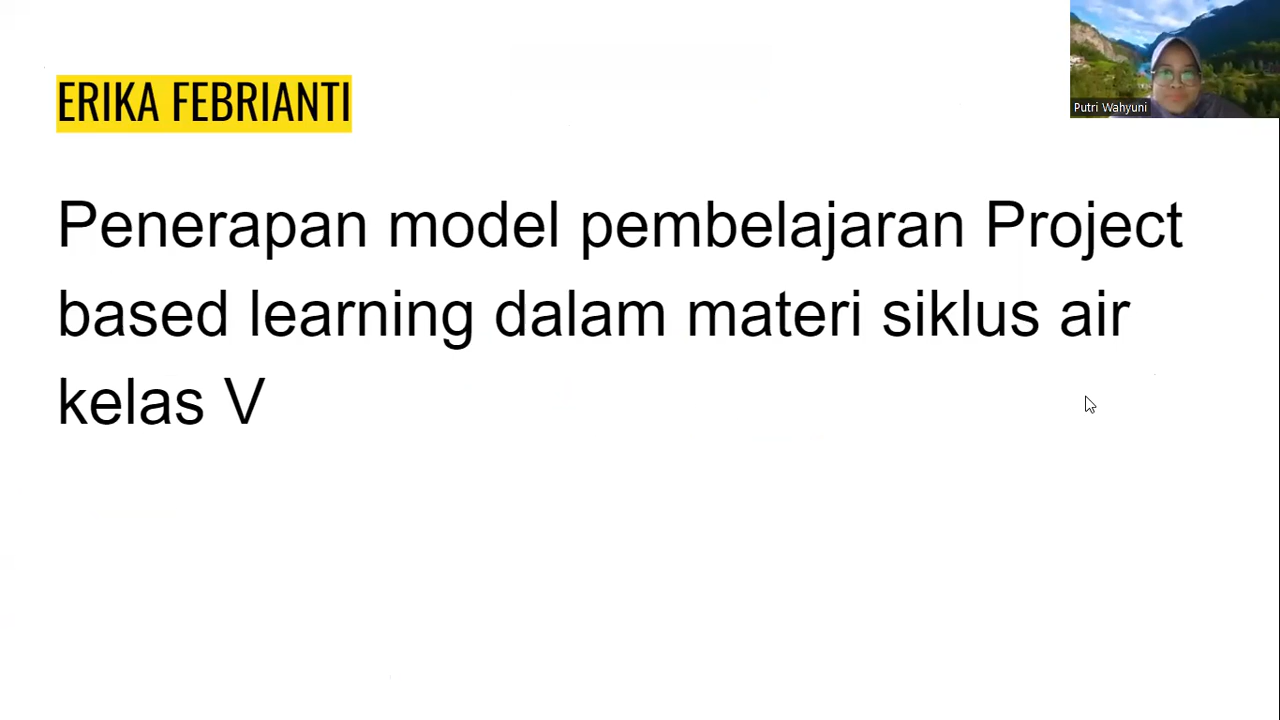 ERIKA FEBRIANTI
Putri Wahyuni
Penerapan model pembelajaran Project
based learning dalam materi siklus air
kelas V